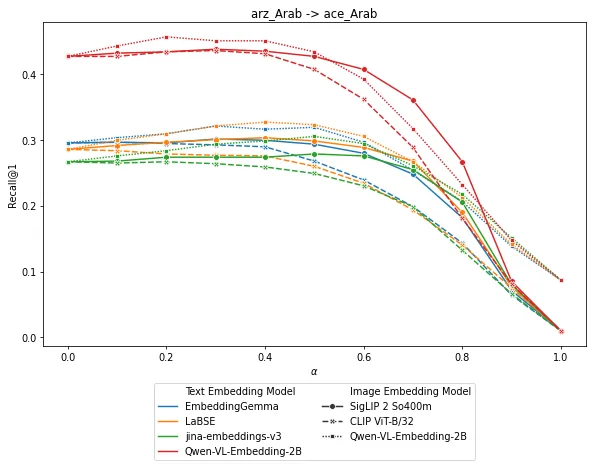 arz_Arab -> ace_Arab
Recall@1
0.4
0.3
0.2
0.1
0.0
0.0 0.2 0.4 0.6 0.8 1.0
α
Text Embedding Model Image Embedding Model
EmbeddingGemma SigLIP 2 So400m
LaBSE CLIP ViT-B/32
jina-embeddings-v3 Qwen-VL-Embedding-2B
Qwen-VL-Embedding-2B